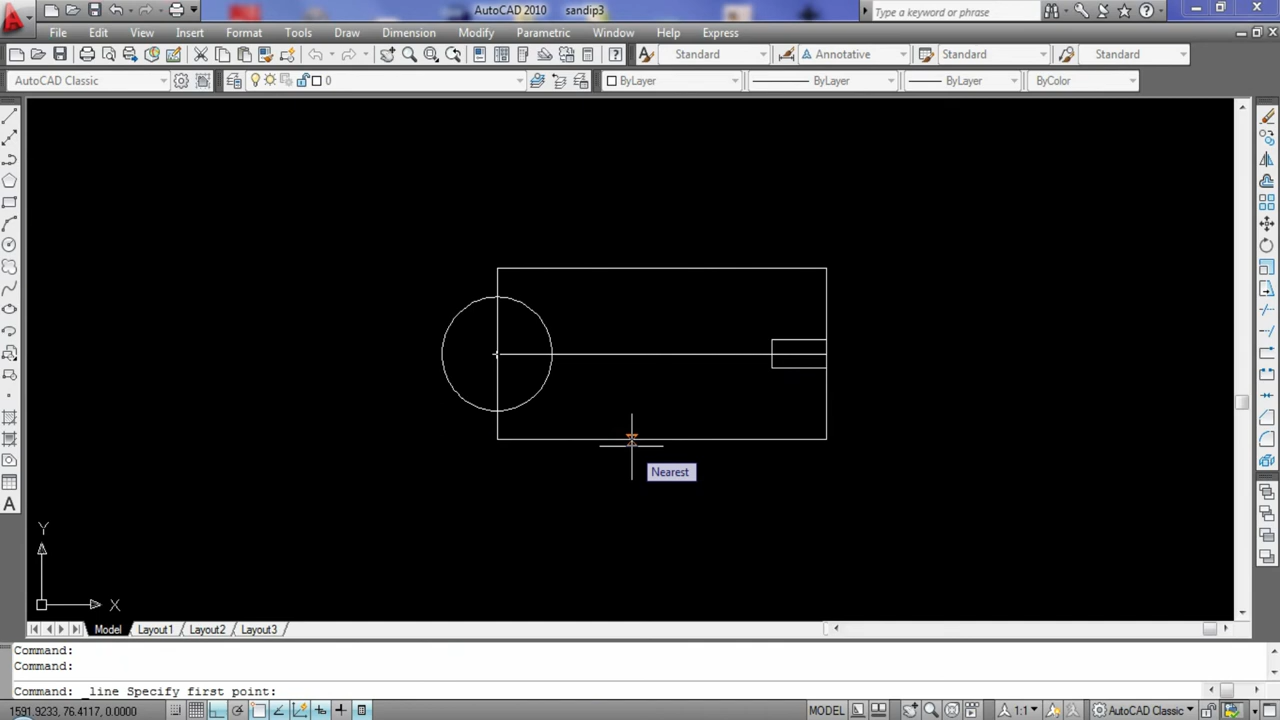 AutoCAD 2010 sandip3
Type a keyword or phrase
File Edit View Insert Format Tools Draw Dimension Modify Parametric Window Help Express
Standard Annotative Standard Standard
AutoCAD Classic 0 ByLayer ByLayer ByLayer ByColor
Nearest
Y
X
Model Layout1 Layout2 Layout3
Command:
Command:
Command: _line Specify first point:
1591.9233, 76.4117, 0.0000 MODEL 1:1 AutoCAD Classic